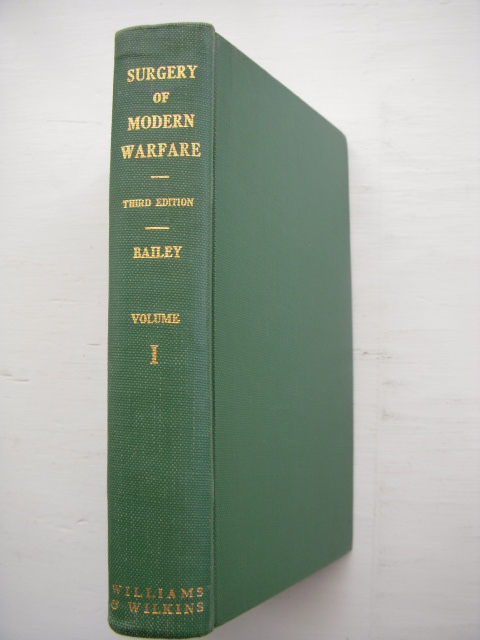 SURGERY
OF
MODERN
WARFARE
THIRD EDITION
BAILEY
VOLUME
I
WILLIAMS
& WILKINS